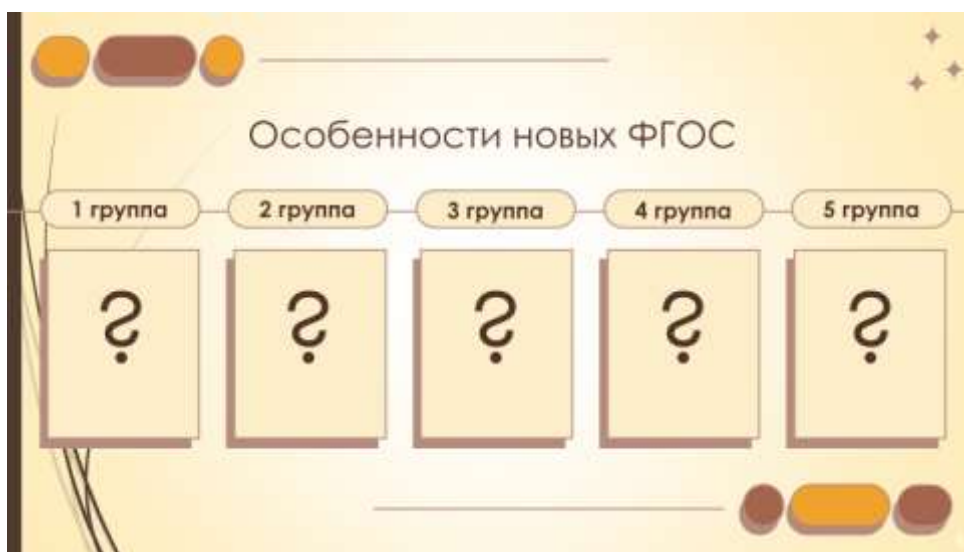 Особенности новых ФГОС
1 группа 2 группа 3 группа 4 группа 5 группа
? ? ? ? ?